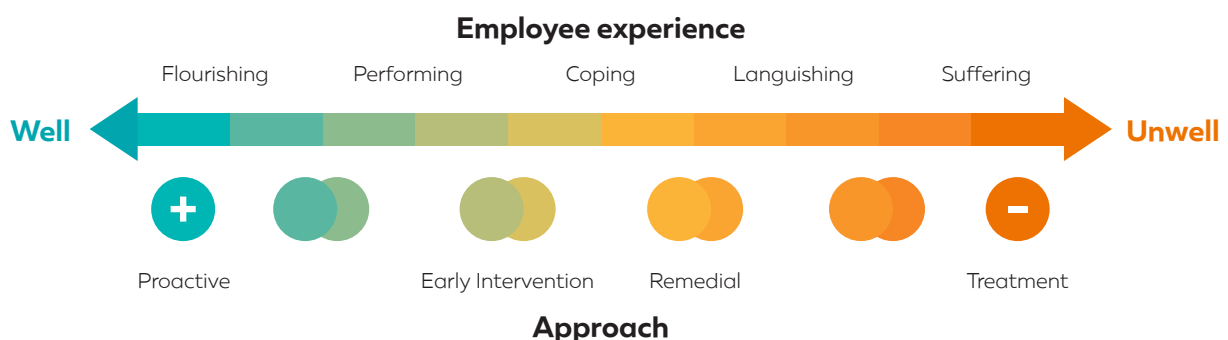 Employee experience
Flourishing Performing Coping Languishing Suffering
Well Unwell
+ -
Proactive Early Intervention Remedial Treatment
Approach